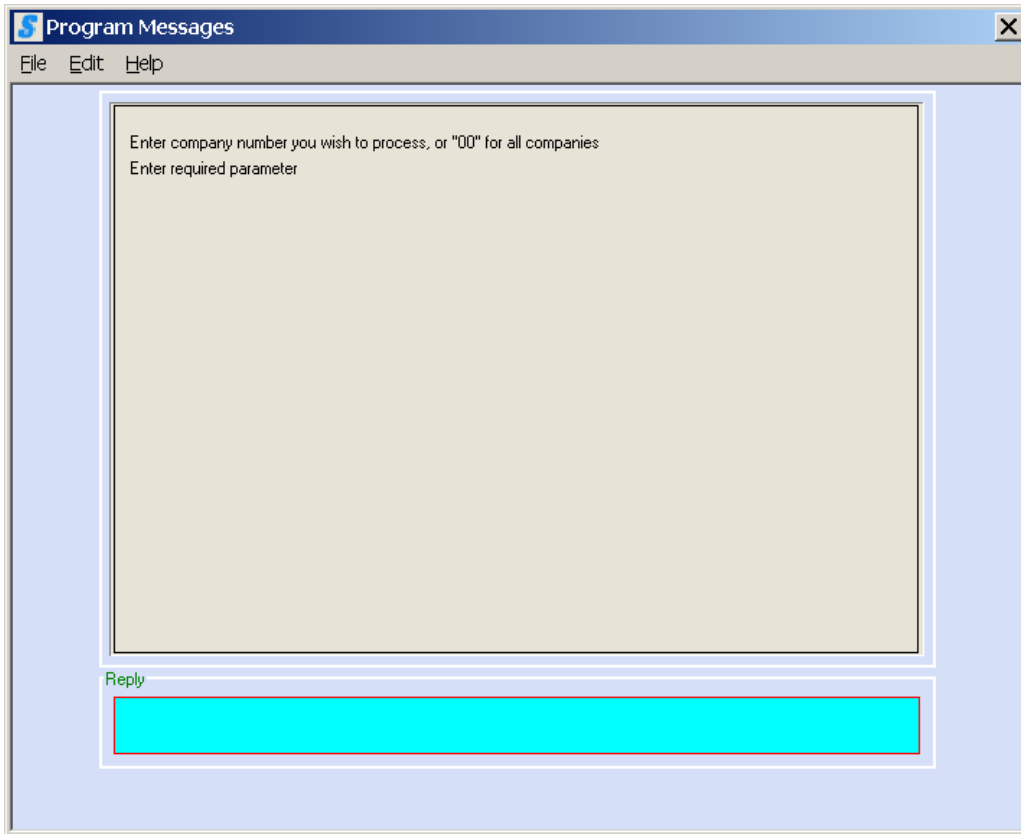 S Program Messages
File Edit Help
Enter company number you wish to process, or "00" for all companies
Enter required parameter
Reply